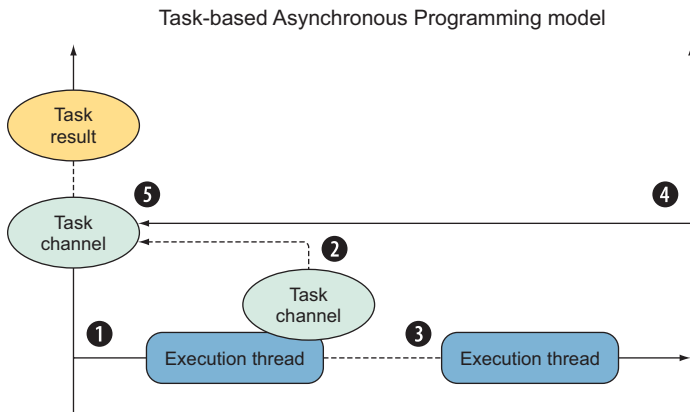 Task-based Asynchronous Programming model
Task
result
5
4
Task
channel
2
Task
channel
1
3
Execution thread
Execution thread